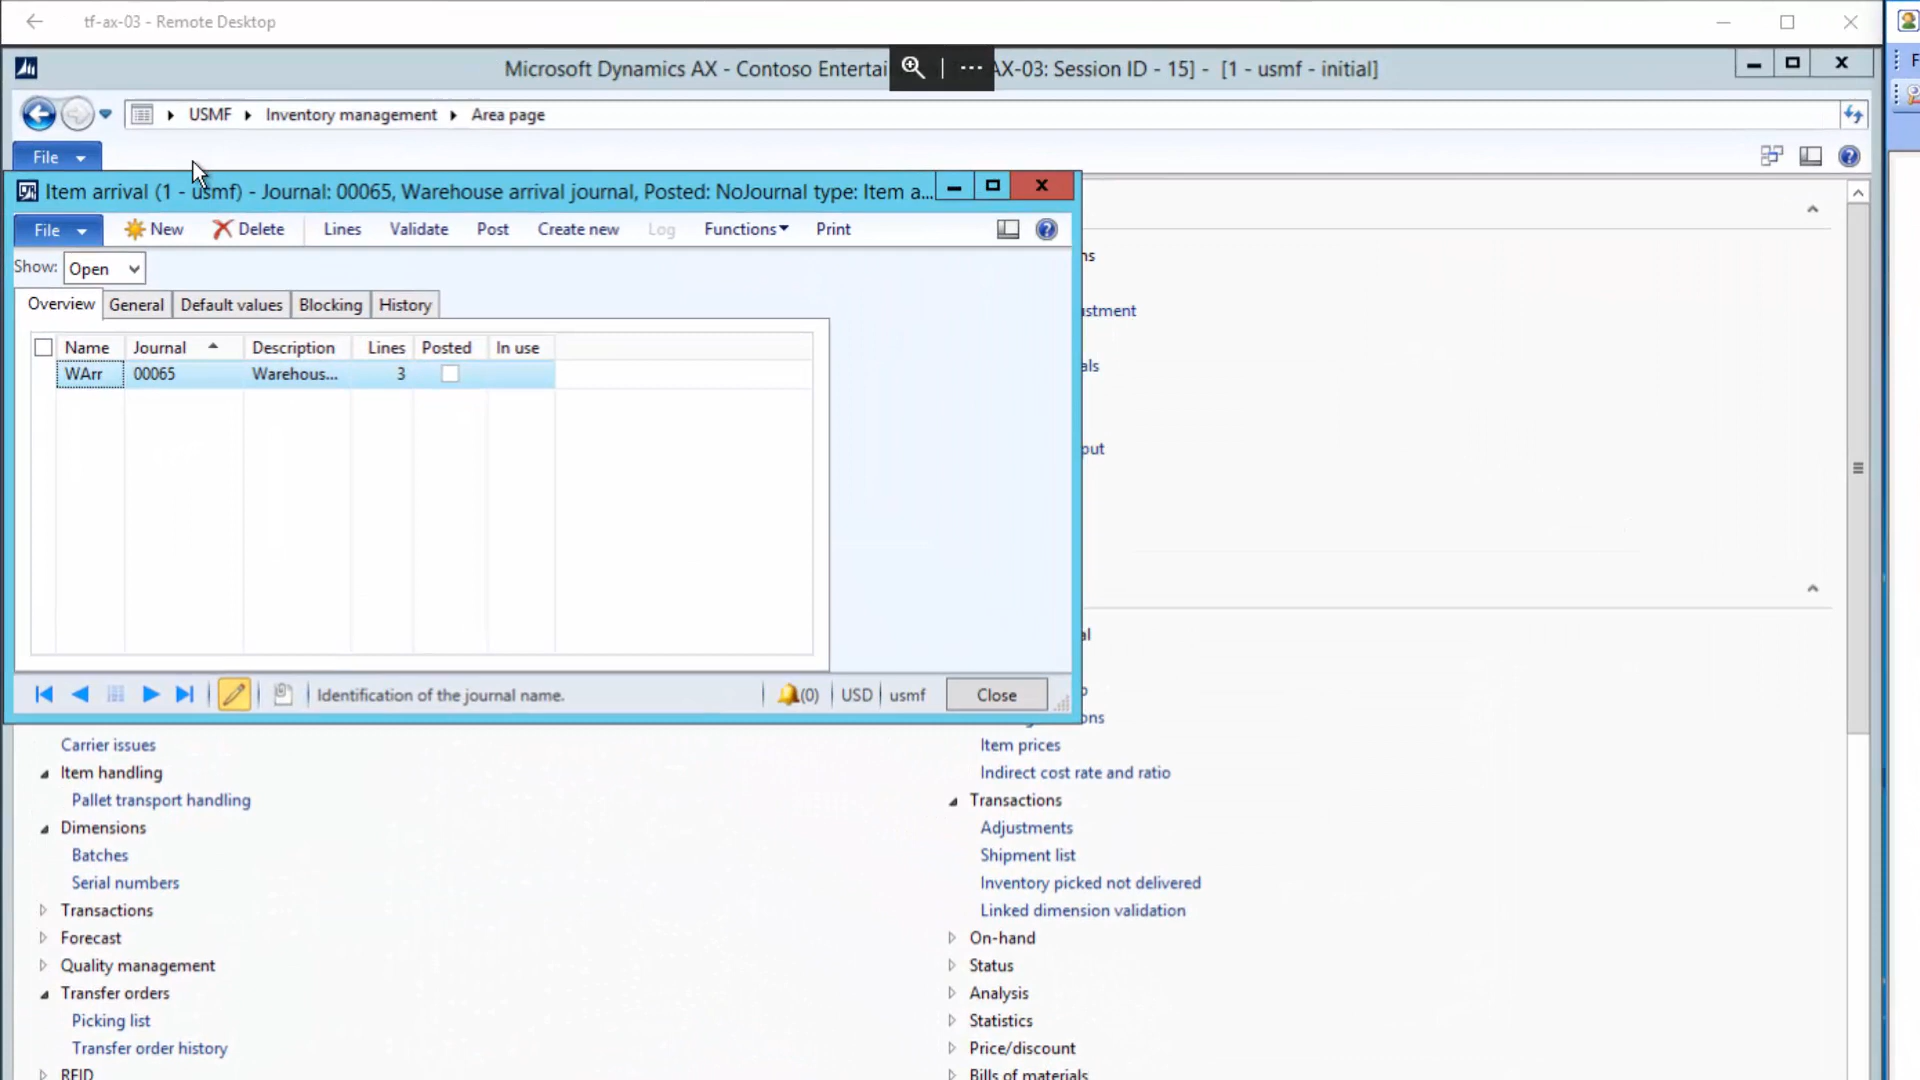 tf-ax-03 - Remote Desktop
Microsoft Dynamics AX - Contoso Entertai AX-03: Session ID - 15] - [1 - usmf - initial]
USMF Inventory management Area page
File
Item arrival (1 - usmf) - Journal: 00065, Warehouse arrival journal, Posted: NoJournal type: Item a...
File New Delete Lines Validate Post Create new Log Functions Print
Show: Open
Overview General Default values Blocking History
Name Journal Description Lines Posted In use
WArr 00065 Warehous... 3
Identification of the journal name. (0) USD usmf Close
ns
stment
als
out
al
ons
Carrier issues
Item handling
Pallet transport handling
Dimensions
Batches
Serial numbers
Transactions
Forecast
Quality management
Transfer orders
Picking list
Transfer order history
RFID
Item prices
Indirect cost rate and ratio
Transactions
Adjustments
Shipment list
Inventory picked not delivered
Linked dimension validation
On-hand
Status
Analysis
Statistics
Price/discount
Bills of materials
F